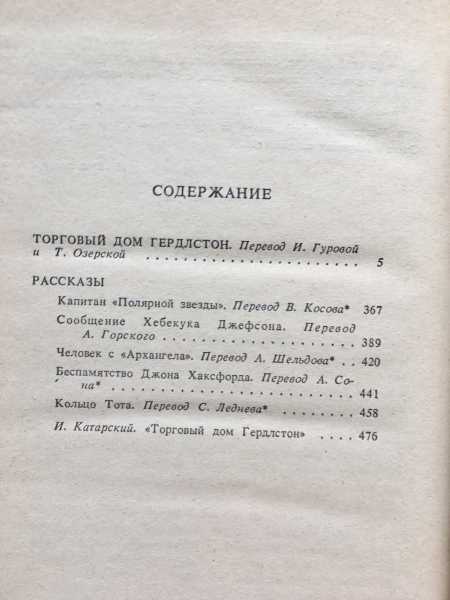 СОДЕРЖАНИЕ
ТОРГОВЫЙ ДОМ ГЕРДЛСТОН. Перевод И. Гуровой
и Т. Озерской . . . . . . . . . . . . . . . . . . . . 5
РАССКАЗЫ
Капитан «Полярной звезды». Перевод В. Косова* 367
Сообщение Хебекука Джефсона. Перевод
А. Горского . . . . . . . . . . . . . . . . . . 389
Человек с «Архангела». Перевод А. Шельдова* . . 420
Беспамятство Джона Хаксфорда. Перевод А. Со-
на* . . . . . . . . . . . . . . . . . . . . . . 441
Кольцо Тота. Перевод С. Леднева* . . . . . . . 458
И. Катарский. «Торговый дом Гердлстон» . . . . 476